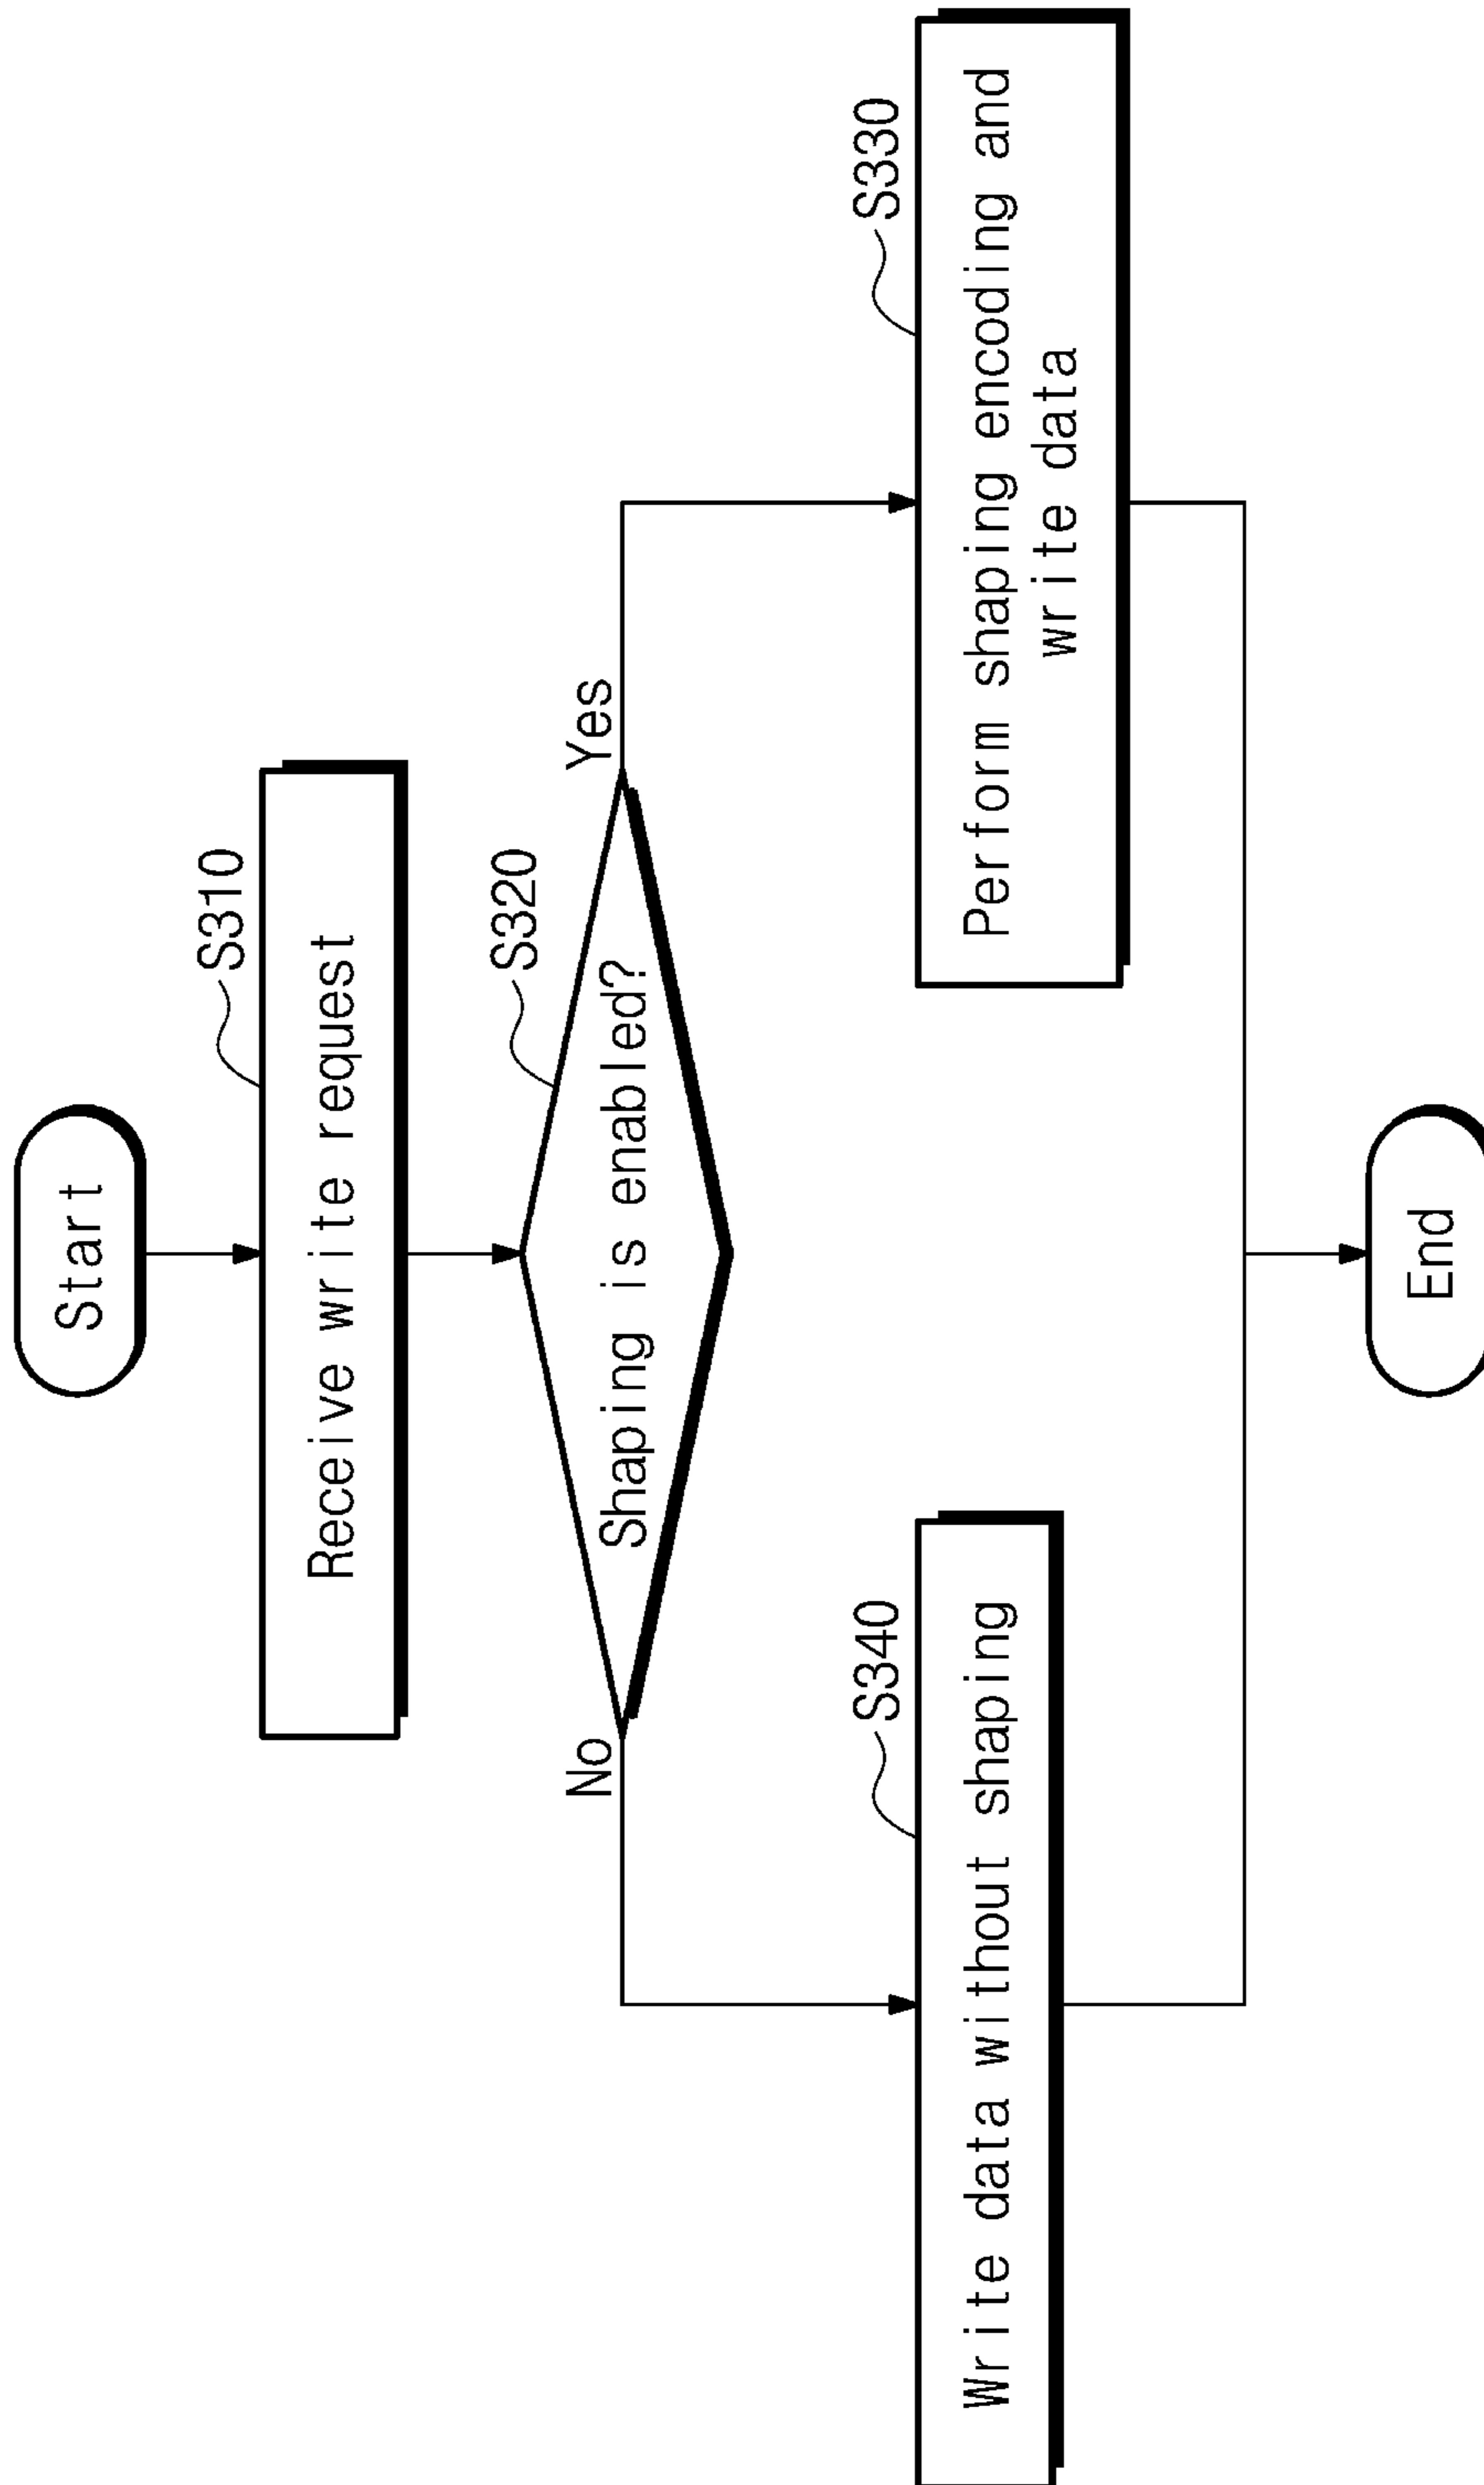 Start
S310
Receive write request
S320
Shaping is enabled?
No
Yes
S340
Write data without shaping
S330
Perform shaping encoding and
write data
End